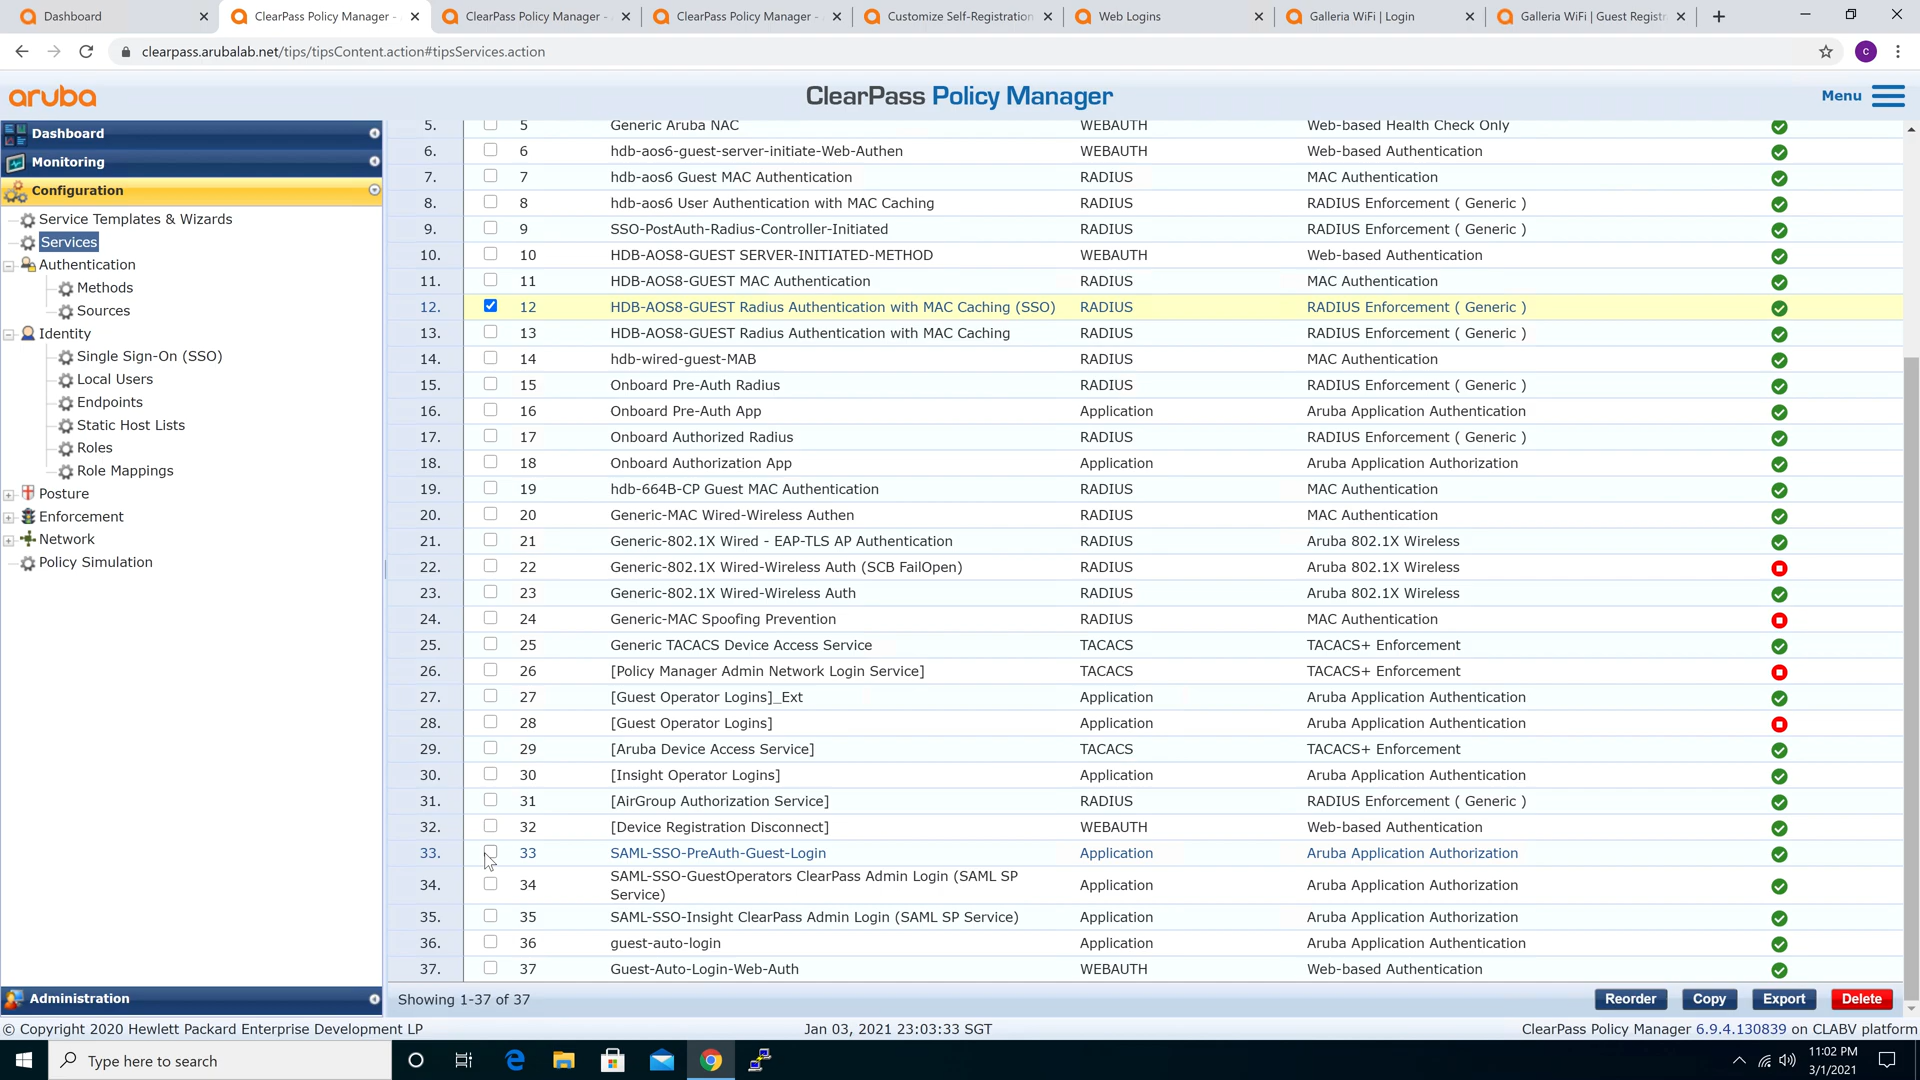 Dashboard
ClearPass Policy Manager -
ClearPass Policy Manager -
ClearPass Policy Manager -
Customize Self-Registration
Web Logins
Galleria WiFi | Login
Galleria WiFi | Guest Registr
clearpass.arubalab.net/tips/tipsContent.action#tipsServices.action
c
aruba
ClearPass Policy Manager
Menu
Dashboard
Monitoring
Configuration
Service Templates & Wizards
Services
Authentication
Methods
Sources
Identity
Single Sign-On (SSO)
Local Users
Endpoints
Static Host Lists
Roles
Role Mappings
Posture
Enforcement
Network
Policy Simulation
Administration
5. 5 Generic Aruba NAC WEBAUTH Web-based Health Check Only
6. 6 hdb-aos6-guest-server-initiate-Web-Authen WEBAUTH Web-based Authentication
7. 7 hdb-aos6 Guest MAC Authentication RADIUS MAC Authentication
8. 8 hdb-aos6 User Authentication with MAC Caching RADIUS RADIUS Enforcement ( Generic )
9. 9 SSO-PostAuth-Radius-Controller-Initiated RADIUS RADIUS Enforcement ( Generic )
10. 10 HDB-AOS8-GUEST SERVER-INITIATED-METHOD WEBAUTH Web-based Authentication
11. 11 HDB-AOS8-GUEST MAC Authentication RADIUS MAC Authentication
12. 12 HDB-AOS8-GUEST Radius Authentication with MAC Caching (SSO) RADIUS RADIUS Enforcement ( Generic )
13. 13 HDB-AOS8-GUEST Radius Authentication with MAC Caching RADIUS RADIUS Enforcement ( Generic )
14. 14 hdb-wired-guest-MAB RADIUS MAC Authentication
15. 15 Onboard Pre-Auth Radius RADIUS RADIUS Enforcement ( Generic )
16. 16 Onboard Pre-Auth App Application Aruba Application Authentication
17. 17 Onboard Authorized Radius RADIUS RADIUS Enforcement ( Generic )
18. 18 Onboard Authorization App Application Aruba Application Authorization
19. 19 hdb-664B-CP Guest MAC Authentication RADIUS MAC Authentication
20. 20 Generic-MAC Wired-Wireless Authen RADIUS MAC Authentication
21. 21 Generic-802.1X Wired - EAP-TLS AP Authentication RADIUS Aruba 802.1X Wireless
22. 22 Generic-802.1X Wired-Wireless Auth (SCB FailOpen) RADIUS Aruba 802.1X Wireless
23. 23 Generic-802.1X Wired-Wireless Auth RADIUS Aruba 802.1X Wireless
24. 24 Generic-MAC Spoofing Prevention RADIUS MAC Authentication
25. 25 Generic TACACS Device Access Service TACACS TACACS+ Enforcement
26. 26 [Policy Manager Admin Network Login Service] TACACS TACACS+ Enforcement
27. 27 [Guest Operator Logins]_Ext Application Aruba Application Authentication
28. 28 [Guest Operator Logins] Application Aruba Application Authentication
29. 29 [Aruba Device Access Service] TACACS TACACS+ Enforcement
30. 30 [Insight Operator Logins] Application Aruba Application Authentication
31. 31 [AirGroup Authorization Service] RADIUS RADIUS Enforcement ( Generic )
32. 32 [Device Registration Disconnect] WEBAUTH Web-based Authentication
33. 33 SAML-SSO-PreAuth-Guest-Login Application Aruba Application Authorization
34. 34 SAML-SSO-GuestOperators ClearPass Admin Login (SAML SP Application Aruba Application Authorization
Service)
35. 35 SAML-SSO-Insight ClearPass Admin Login (SAML SP Service) Application Aruba Application Authorization
36. 36 guest-auto-login Application Aruba Application Authentication
37. 37 Guest-Auto-Login-Web-Auth WEBAUTH Web-based Authentication
Showing 1-37 of 37
Reorder
Copy
Export
Delete
© Copyright 2020 Hewlett Packard Enterprise Development LP
Jan 03, 2021 23:03:33 SGT
ClearPass Policy Manager 6.9.4.130839 on CLABV platform
Type here to search
11:02 PM
3/1/2021